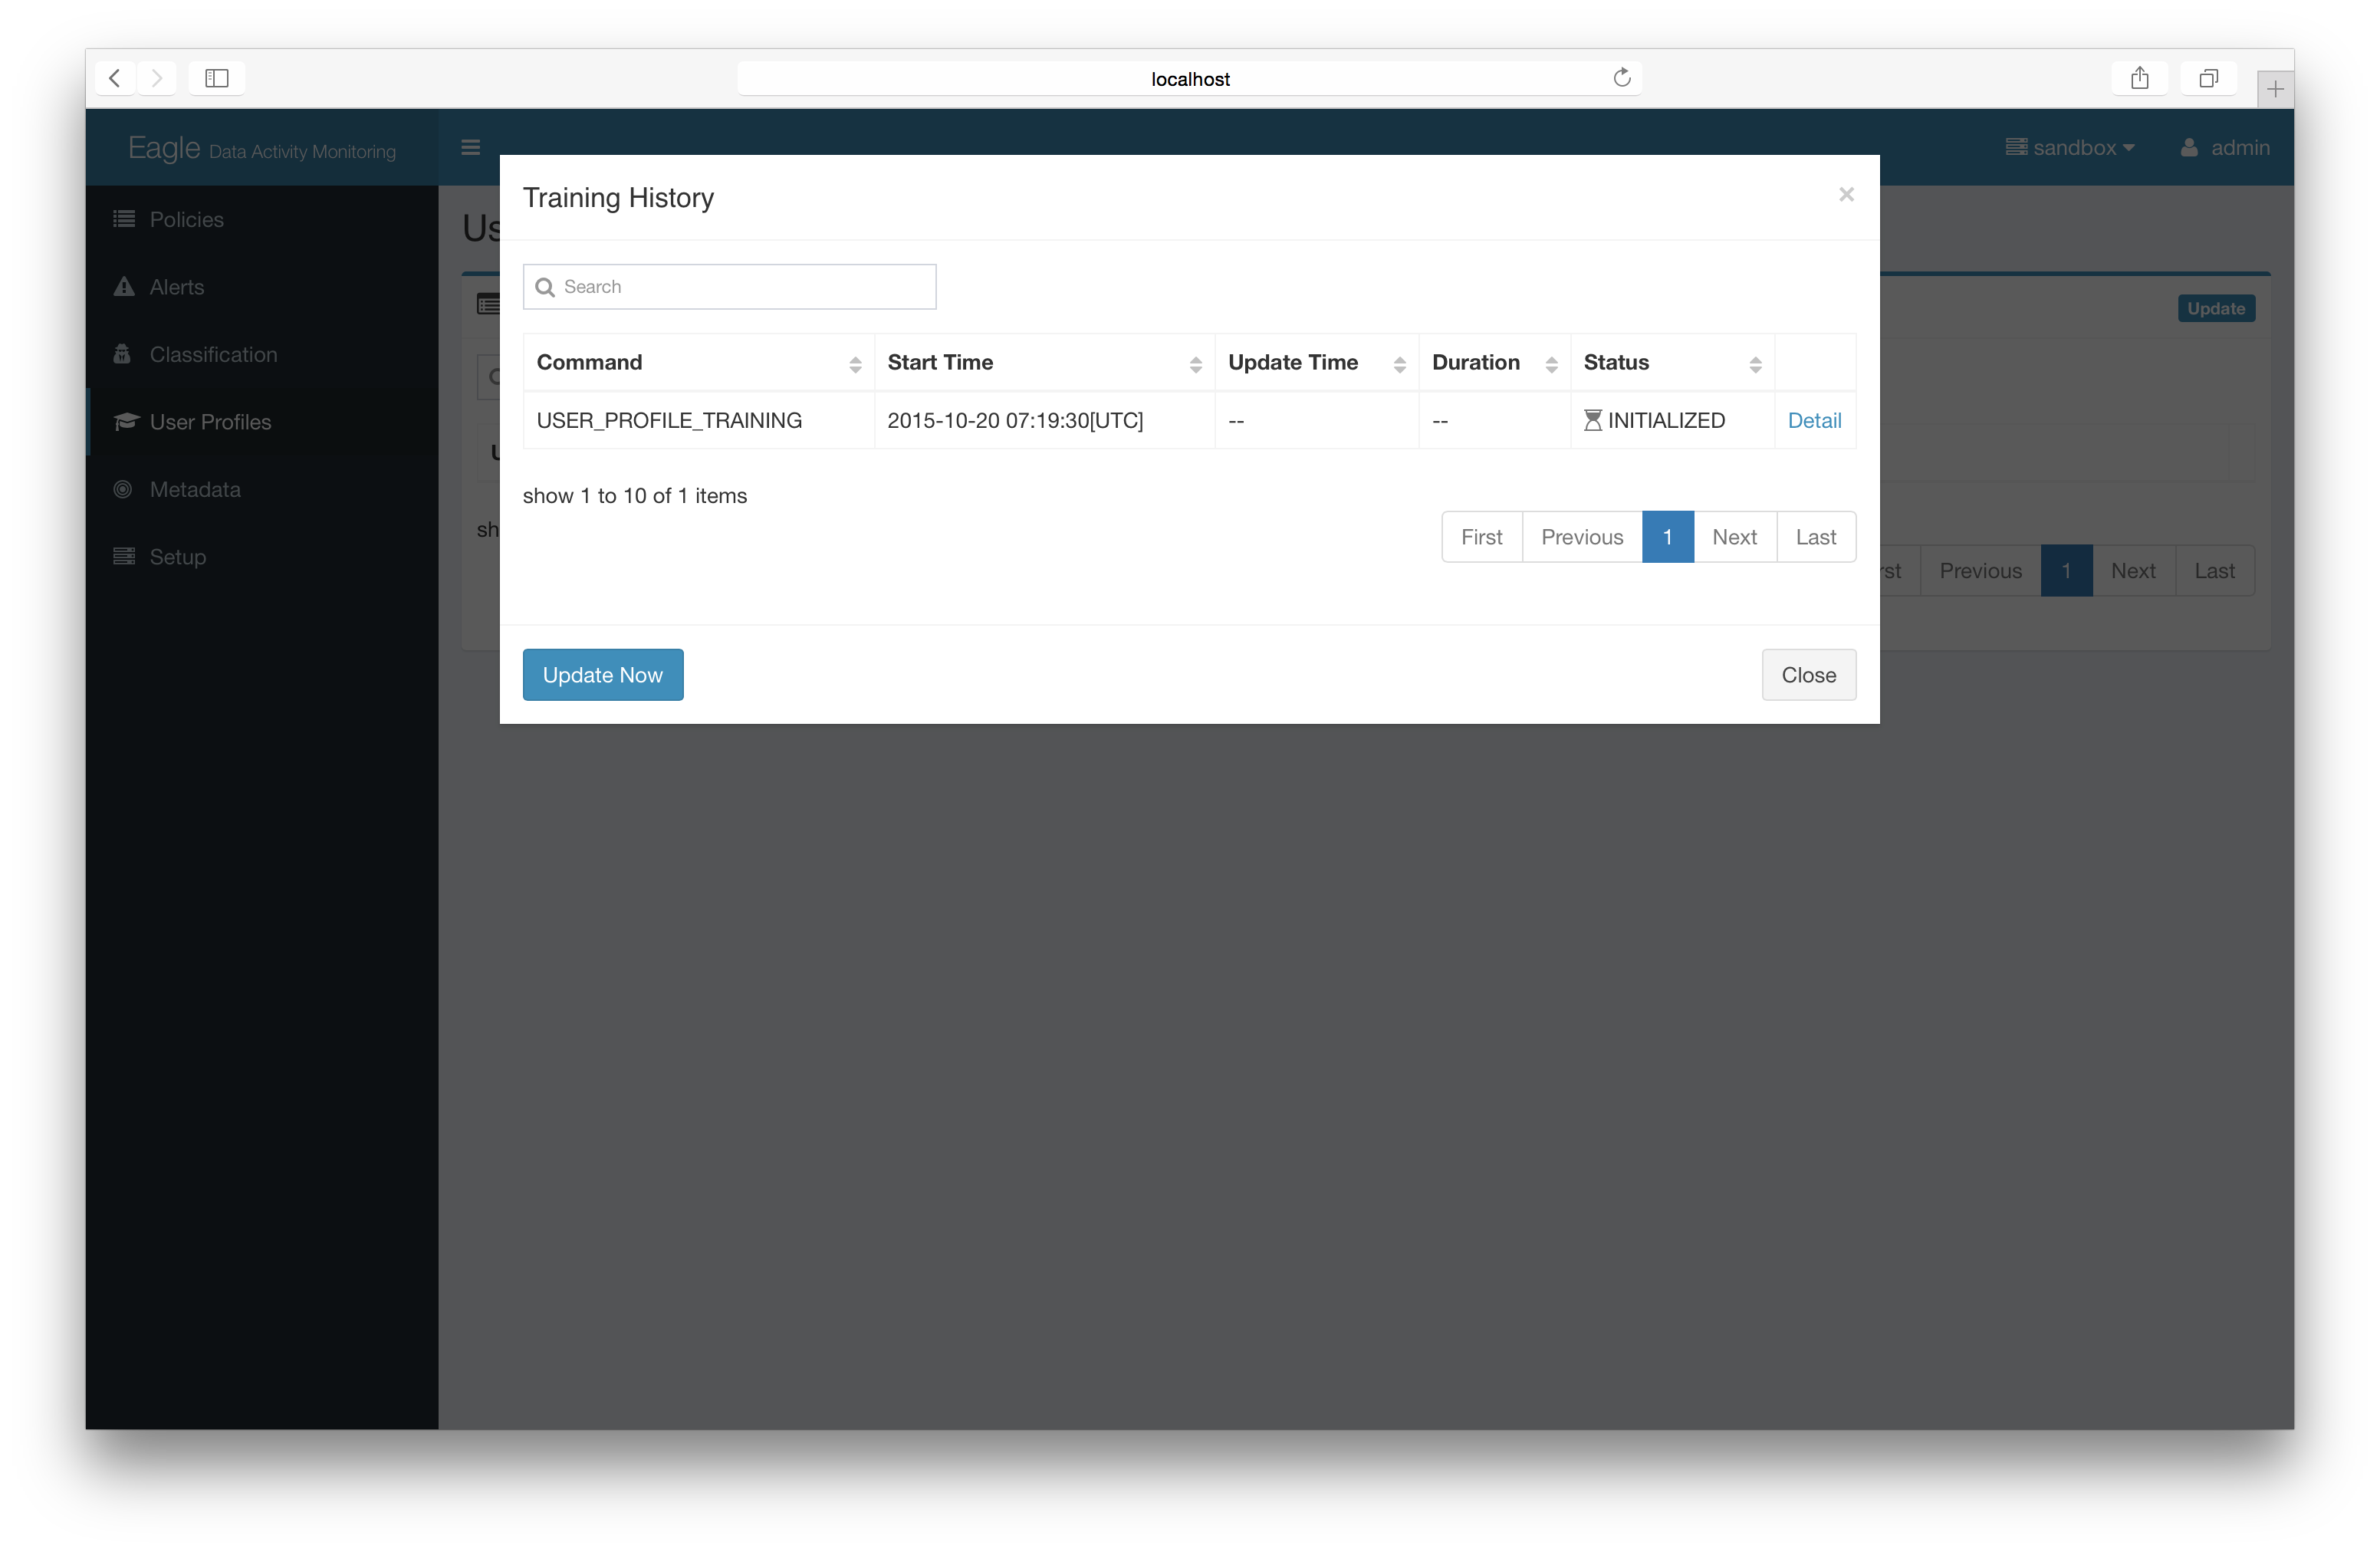 localhost
Eagle Data Activity Monitoring
sandbox
admin
Policies
Alerts
Classification
User Profiles
Metadata
Setup
Us
Update
U
sh
st
Previous 1 Next Last
Training History
×
Search
Command Start Time Update Time Duration Status
USER_PROFILE_TRAINING 2015-10-20 07:19:30[UTC] -- -- INITIALIZED Detail
show 1 to 10 of 1 items
First Previous 1 Next Last
Update Now
Close